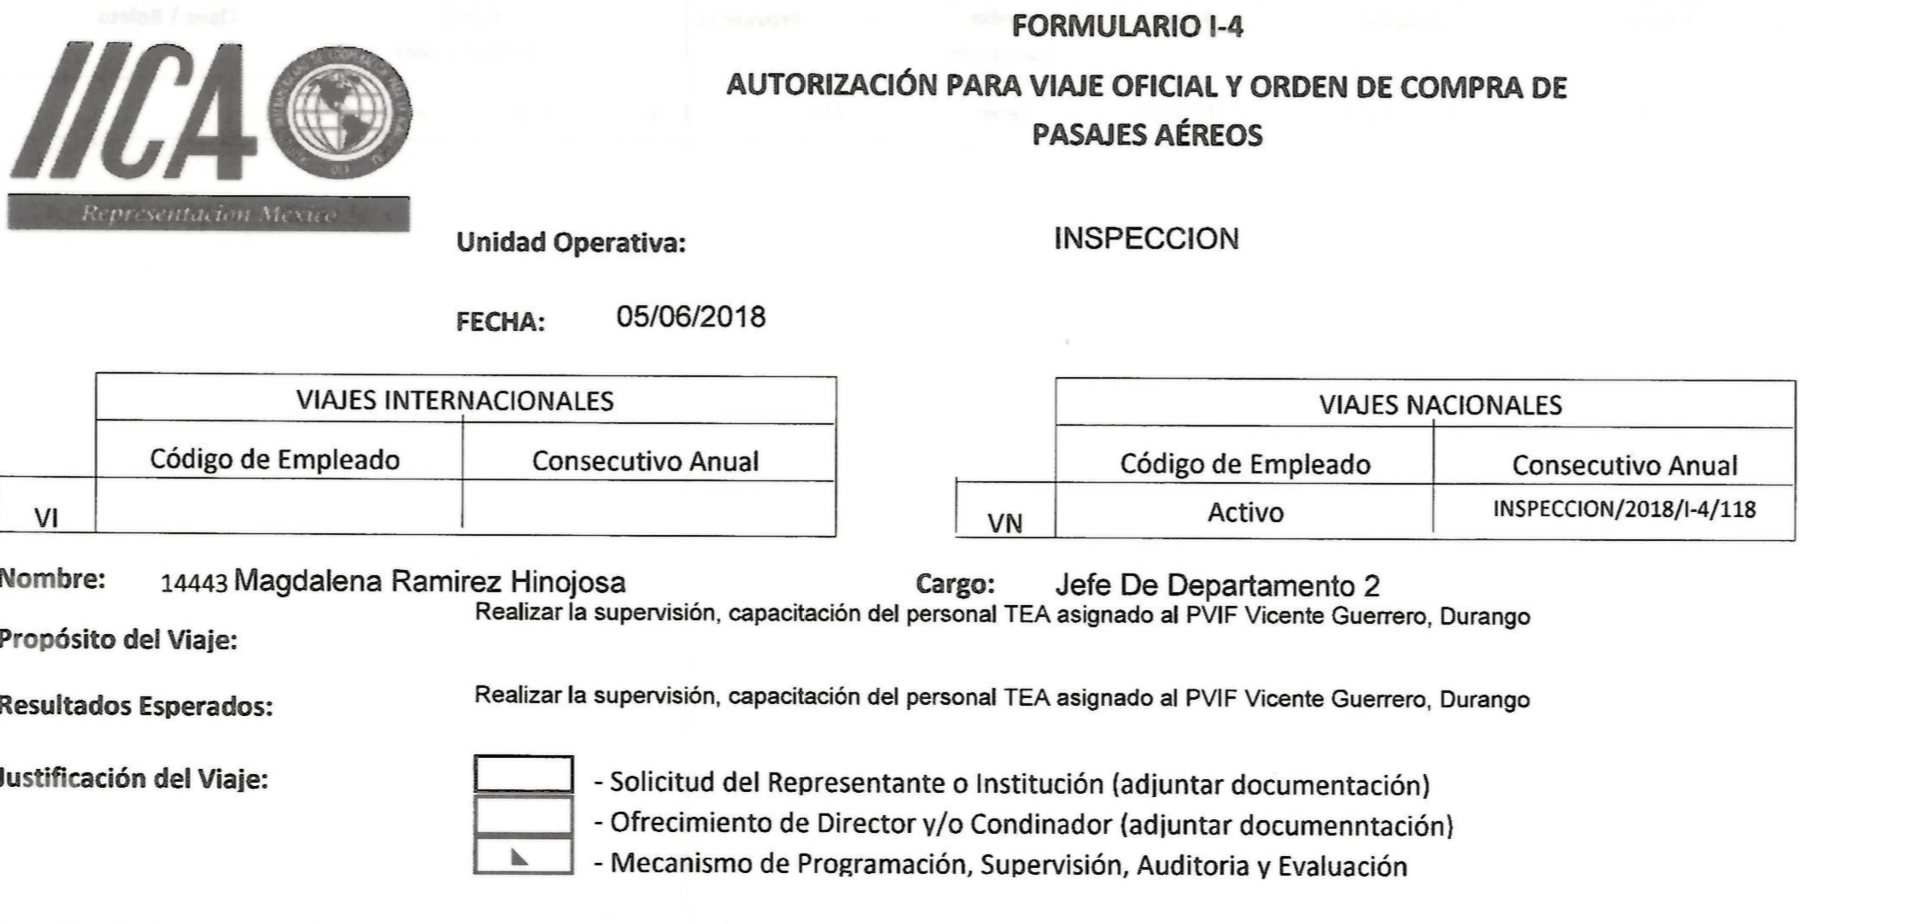 FORMULARIO I-4
AUTORIZACIÓN PARA VIAJE OFICIAL Y ORDEN DE COMPRA DE
PASAJES AÉREOS
IICA
Representacion Mexico
Unidad Operativa: INSPECCION
FECHA: 05/06/2018
VIAJES INTERNACIONALES
Código de Empleado Consecutivo Anual
VI
VIAJES NACIONALES
Código de Empleado Consecutivo Anual
VN Activo INSPECCION/2018/I-4/118
Nombre: 14443 Magdalena Ramirez Hinojosa Cargo: Jefe De Departamento 2
Realizar la supervisión, capacitación del personal TEA asignado al PVIF Vicente Guerrero, Durango
Propósito del Viaje:
Realizar la supervisión, capacitación del personal TEA asignado al PVIF Vicente Guerrero, Durango
Resultados Esperados:
Justificación del Viaje:
- Solicitud del Representante o Institución (adjuntar documentación)
- Ofrecimiento de Director y/o Condinador (adjuntar documenntación)
- Mecanismo de Programación, Supervisión, Auditoria y Evaluación